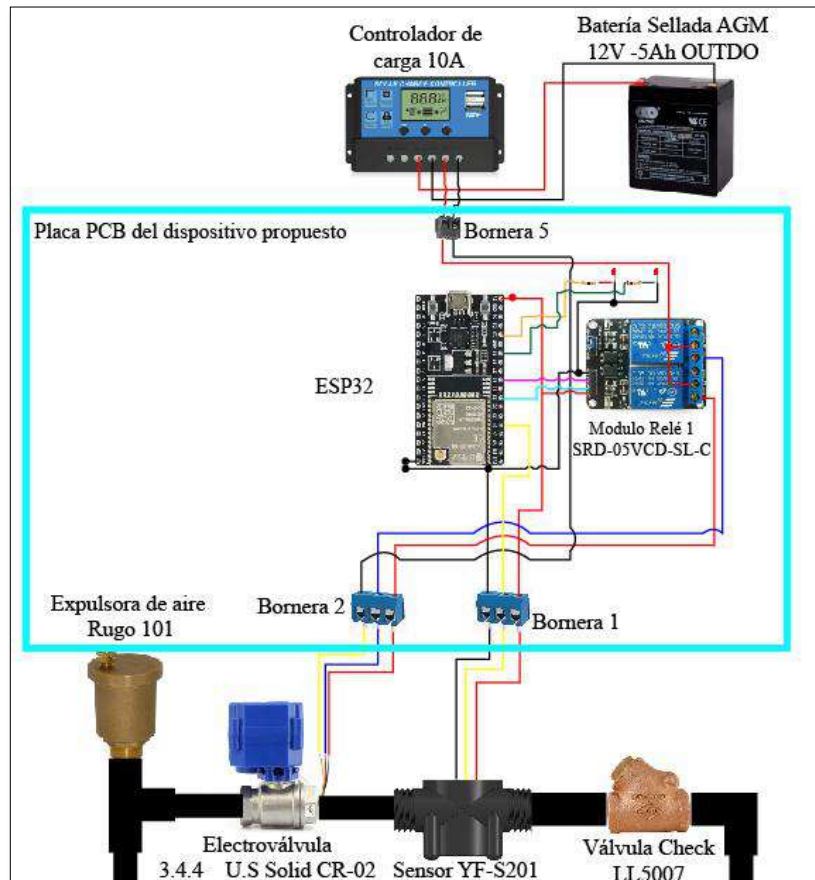 Controlador de
carga 10A
Batería Sellada AGM
12V -5Ah OUTDO
Placa PCB del dispositivo propuesto
Bornera 5
ESP32
Modulo Relé 1
SRD-05VCD-SL-C
Bornera 2
Bornera 1
Expulsora de aire
Rugo 101
Electroválvula
3.4.4 U.S Solid CR-02
Sensor YF-S201
Válvula Check
LL5007